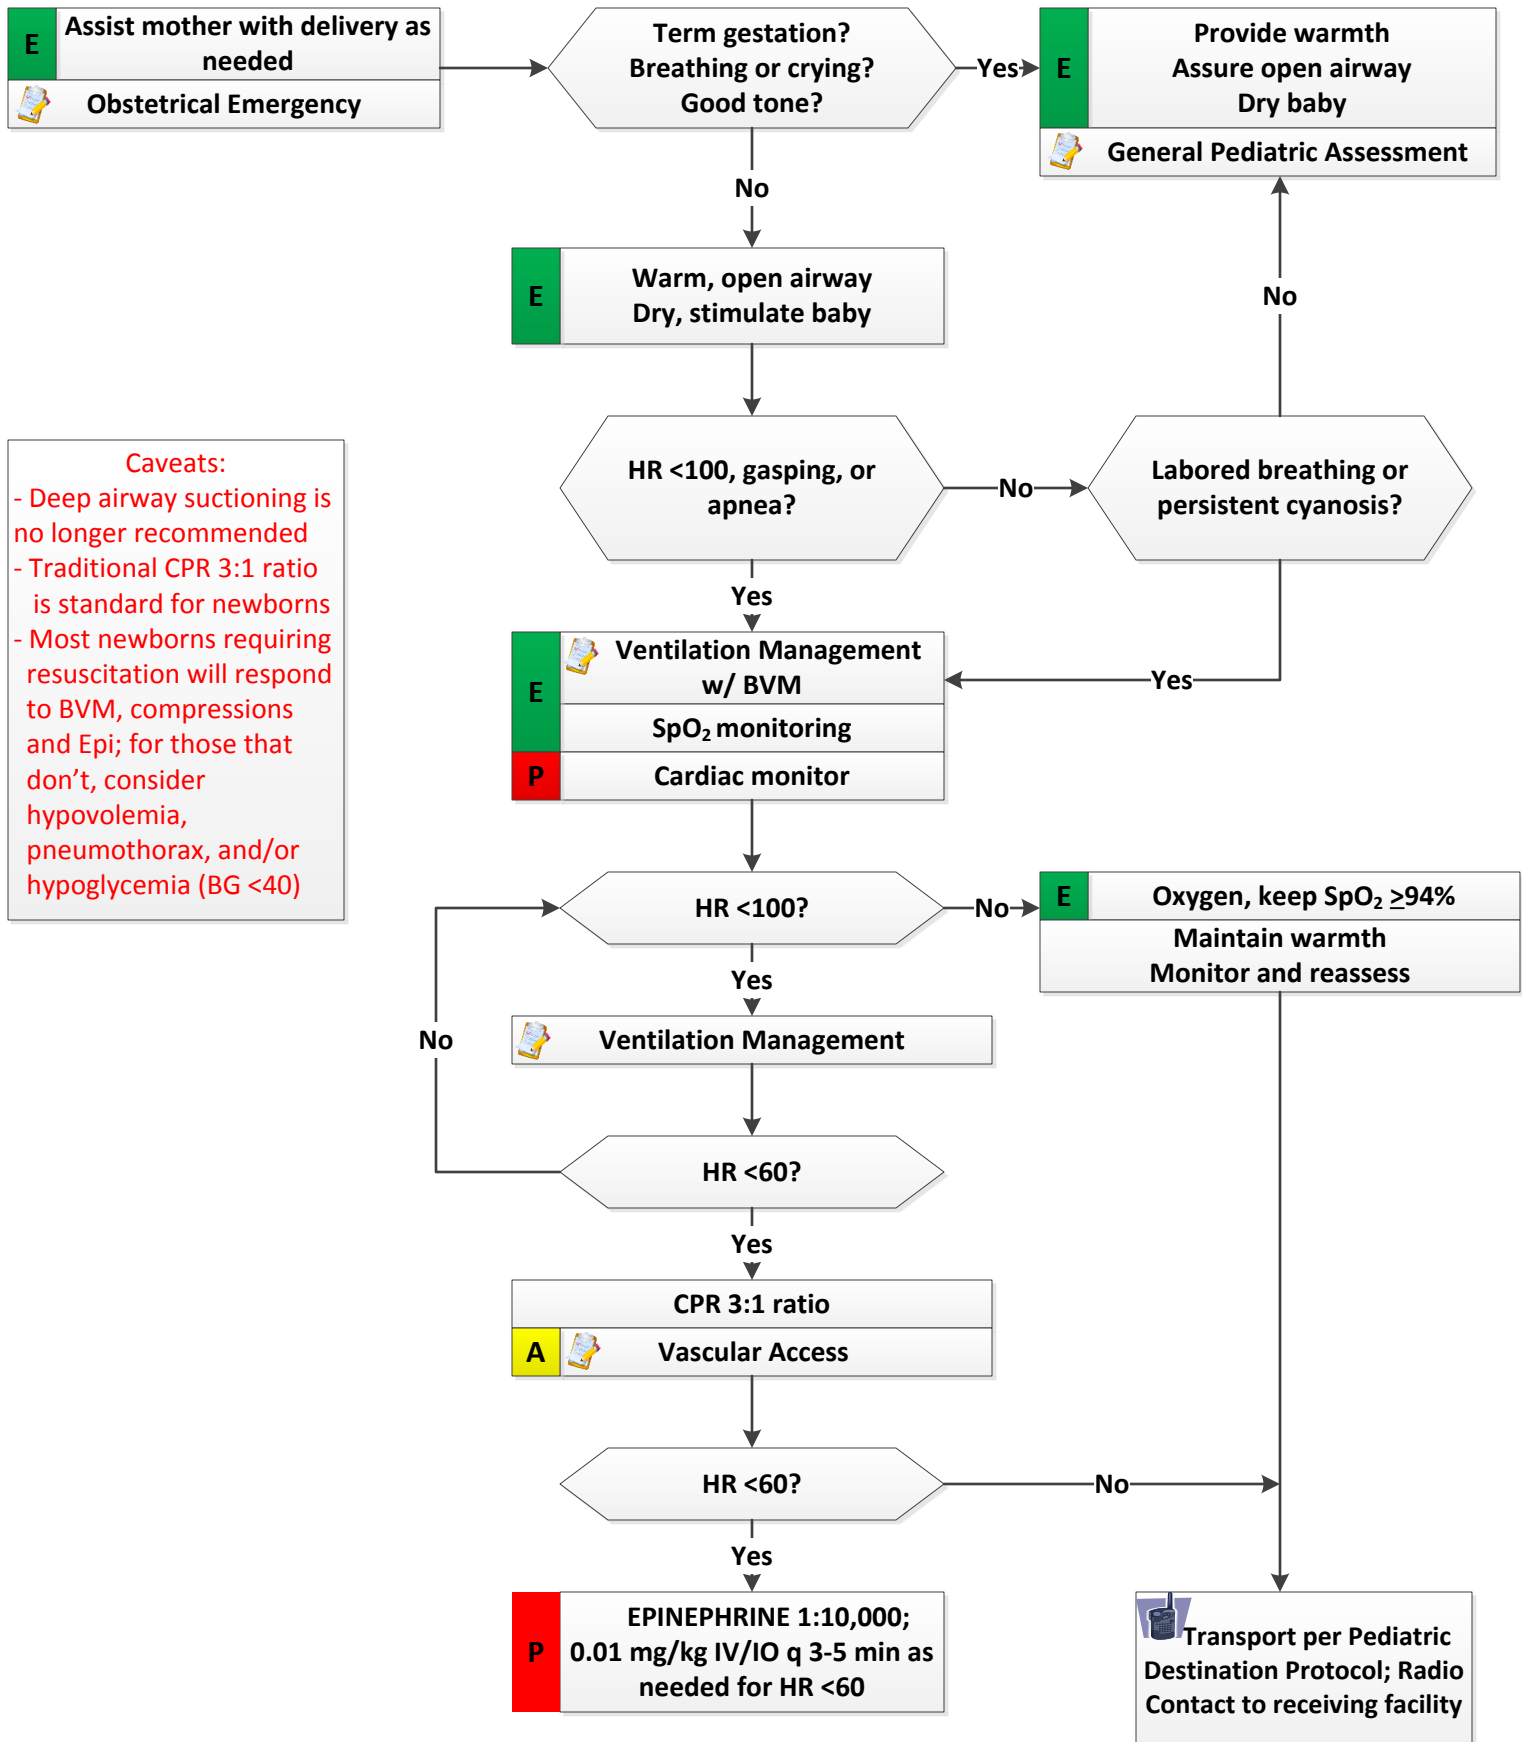 E
Assist mother with delivery as
needed
Obstetrical Emergency
Term gestation?
Breathing or crying?
Good tone?
Yes
E
Provide warmth
Assure open airway
Dry baby
General Pediatric Assessment
No
E
Warm, open airway
Dry, stimulate baby
No
HR <100, gasping, or
apnea?
No
Labored breathing or
persistent cyanosis?
Caveats:
- Deep airway suctioning is
no longer recommended
- Traditional CPR 3:1 ratio
is standard for newborns
- Most newborns requiring
resuscitation will respond
to BVM, compressions
and Epi; for those that
don’t, consider
hypovolemia,
pneumothorax, and/or
hypoglycemia (BG <40)
Yes
E
Ventilation Management
w/ BVM
SpO₂ monitoring
P
Cardiac monitor
Yes
HR <100?
No
E
Oxygen, keep SpO₂ ≥94%
Maintain warmth
Monitor and reassess
Yes
No
Ventilation Management
HR <60?
Yes
CPR 3:1 ratio
A
Vascular Access
HR <60?
No
Yes
P
EPINEPHRINE 1:10,000;
0.01 mg/kg IV/IO q 3-5 min as
needed for HR <60
Transport per Pediatric
Destination Protocol; Radio
Contact to receiving facility